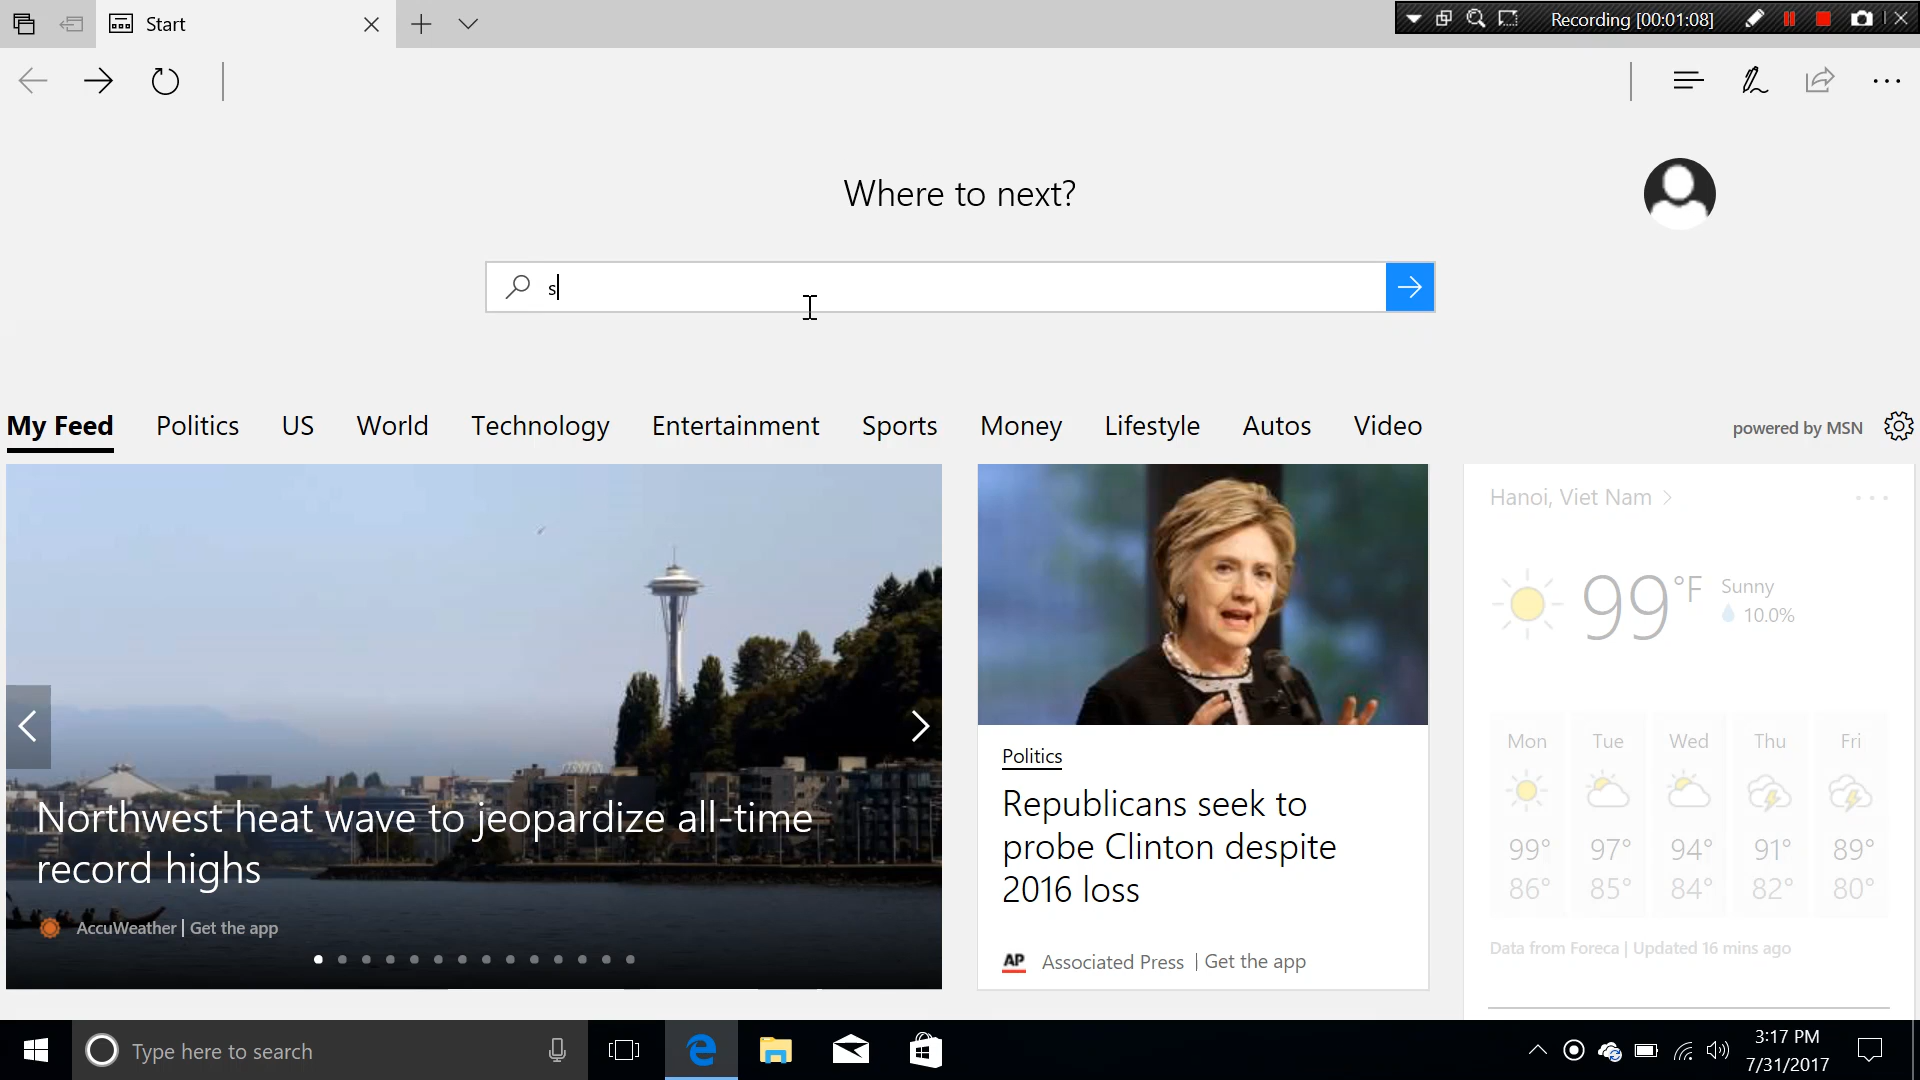 Start
Recording [00:01:08]
Where to next?
s
My Feed Politics US World Technology Entertainment Sports Money Lifestyle Autos Video
powered by MSN
Northwest heat wave to jeopardize all-time
record highs
AccuWeather | Get the app
Politics
Republicans seek to
probe Clinton despite
2016 loss
AP Associated Press | Get the app
Hanoi, Viet Nam >
99°F Sunny
10.0%
Mon Tue Wed Thu Fri
99° 97° 94° 91° 89°
86° 85° 84° 82° 80°
Data from Foreca | Updated 16 mins ago
Type here to search
3:17 PM
7/31/2017